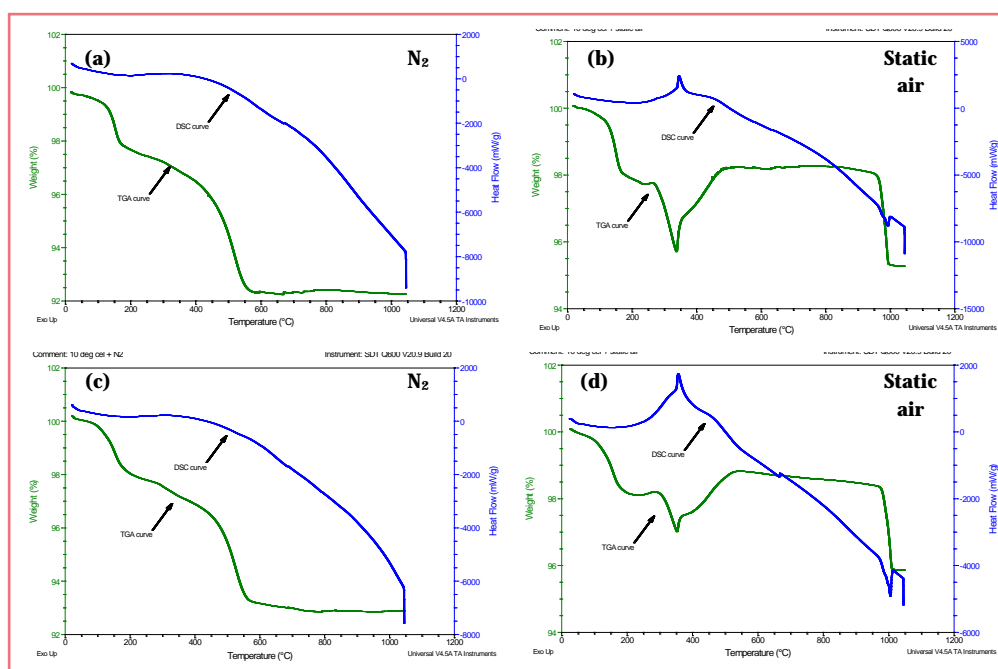 (a)
N2
102
100
98
96
94
92
Weight (%)
DSC curve
TGA curve
2000
0
-2000
-4000
-6000
-8000
-10000
Heat Flow (mW/g)
0 200 400 600 800 1000 1200
Exo Up
Temperature (°C)
Universal V4.5A TA Instruments
(b)
Static
air
102
100
98
96
94
Weight (%)
DSC curve
TGA curve
5000
0
-5000
-10000
-15000
Heat Flow (mW/g)
0 200 400 600 800 1000 1200
Exo Up
Temperature (°C)
Universal V4.5A TA Instruments
Comment: 10 deg cel + N2
Instrument: SDT Q600 V20.9 Build 20
(c)
N2
102
100
98
96
94
92
Weight (%)
DSC curve
TGA curve
2000
0
-2000
-4000
-6000
-8000
Heat Flow (mW/g)
0 200 400 600 800 1000 1200
Exo Up
Temperature (°C)
Universal V4.5A TA Instruments
(d)
Static
air
102
100
98
96
94
Weight (%)
DSC curve
TGA curve
2000
0
-2000
-4000
-6000
Heat Flow (mW/g)
0 200 400 600 800 1000 1200
Exo Up
Temperature (°C)
Universal V4.5A TA Instruments